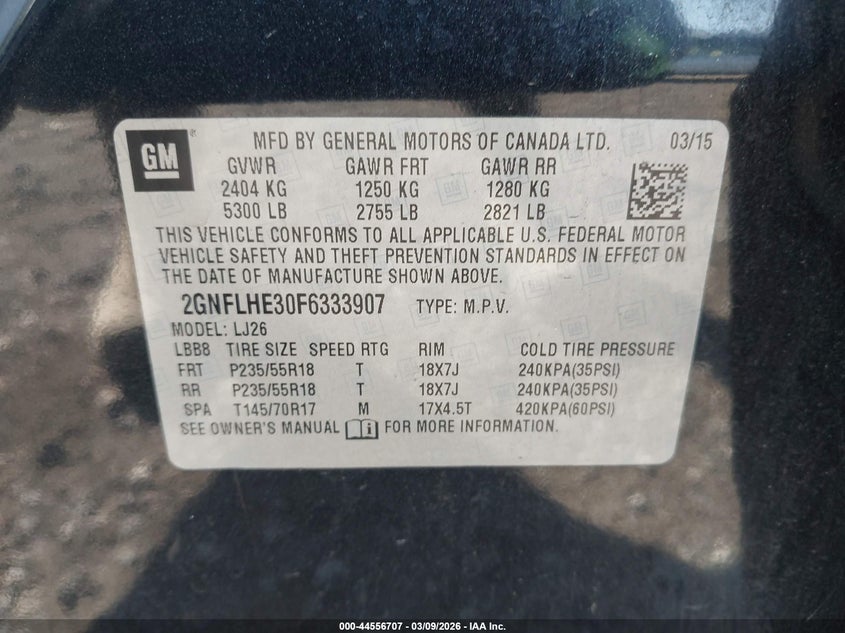 GM
MFD BY GENERAL MOTORS OF CANADA LTD. 03/15
GVWR GAWR FRT GAWR RR
2404 KG 1250 KG 1280 KG
5300 LB 2755 LB 2821 LB
THIS VEHICLE CONFORMS TO ALL APPLICABLE U.S. FEDERAL MOTOR
VEHICLE SAFETY AND THEFT PREVENTION STANDARDS IN EFFECT ON
THE DATE OF MANUFACTURE SHOWN ABOVE.
2GNFLHE30F6333907 TYPE: M.P.V.
MODEL: LJ26
LBB8 TIRE SIZE SPEED RTG RIM COLD TIRE PRESSURE
FRT P235/55R18 T 18X7J 240KPA(35PSI)
RR P235/55R18 T 18X7J 240KPA(35PSI)
SPA T145/70R17 M 17X4.5T 420KPA(60PSI)
SEE OWNER'S MANUAL i FOR MORE INFORMATION.
000-44556707 - 03/09/2026 - IAA Inc.